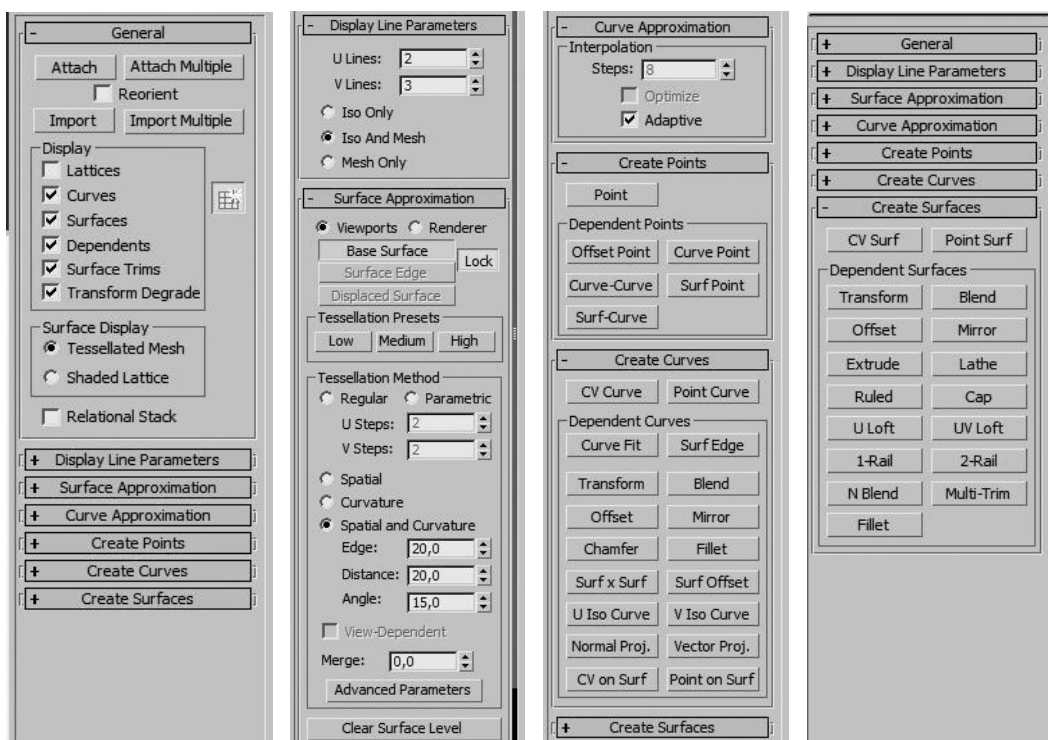 - General
Attach Attach Multiple
Reorient
Import Import Multiple
Display
Lattices
Curves
Surfaces
Dependents
Surface Trims
Transform Degrade
Surface Display
Tessellated Mesh
Shaded Lattice
Relational Stack
+ Display Line Parameters
+ Surface Approximation
+ Curve Approximation
+ Create Points
+ Create Curves
+ Create Surfaces
- Display Line Parameters
U Lines: 2
V Lines: 3
Iso Only
Iso And Mesh
Mesh Only
- Surface Approximation
Viewports Renderer
Base Surface
Surface Edge Lock
Displaced Surface
Tessellation Presets
Low Medium High
Tessellation Method
Regular Parametric
U Steps: 2
V Steps: 2
Spatial
Curvature
Spatial and Curvature
Edge: 20,0
Distance: 20,0
Angle: 15,0
View-Dependent
Merge: 0,0
Advanced Parameters
Clear Surface Level
- Curve Approximation
Interpolation
Steps: 8
Optimize
Adaptive
- Create Points
Point
Dependent Points
Offset Point Curve Point
Curve-Curve Surf Point
Surf-Curve
- Create Curves
CV Curve Point Curve
Dependent Curves
Curve Fit Surf Edge
Transform Blend
Offset Mirror
Chamfer Fillet
Surf x Surf Surf Offset
U Iso Curve V Iso Curve
Normal Proj. Vector Proj.
CV on Surf Point on Surf
+ Create Surfaces
+ General
+ Display Line Parameters
+ Surface Approximation
+ Curve Approximation
+ Create Points
+ Create Curves
- Create Surfaces
CV Surf Point Surf
Dependent Surfaces
Transform Blend
Offset Mirror
Extrude Lathe
Ruled Cap
U Loft UV Loft
1-Rail 2-Rail
N Blend Multi-Trim
Fillet